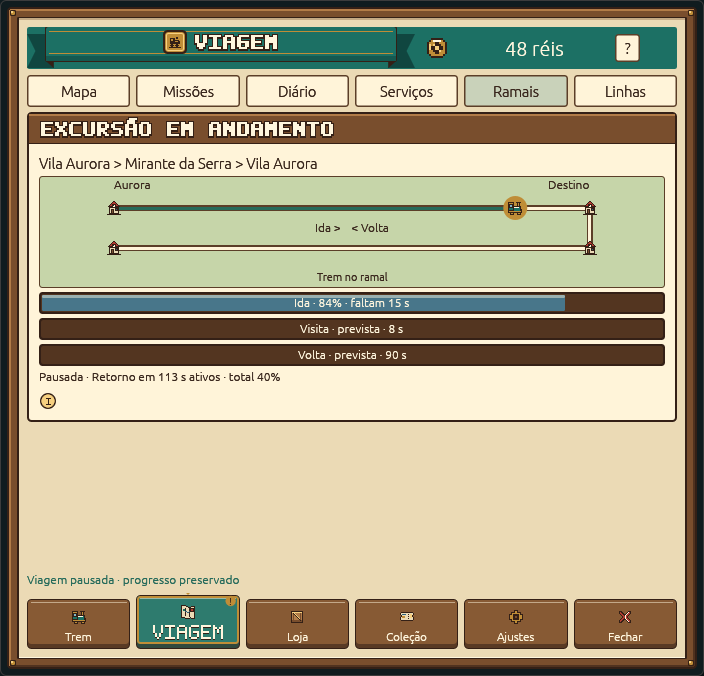 VIAGEM
48 réis
?
Mapa
Missões
Diário
Serviços
Ramais
Linhas
EXCURSÃO EM ANDAMENTO
Vila Aurora > Mirante da Serra > Vila Aurora
Aurora
Destino
Ida > < Volta
Trem no ramal
Ida · 84% · faltam 15 s
Visita · prevista · 8 s
Volta · prevista · 90 s
Pausada · Retorno em 113 s ativos · total 40%
I
Viagem pausada · progresso preservado
!
Trem
VIAGEM
Loja
Coleção
Ajustes
Fechar